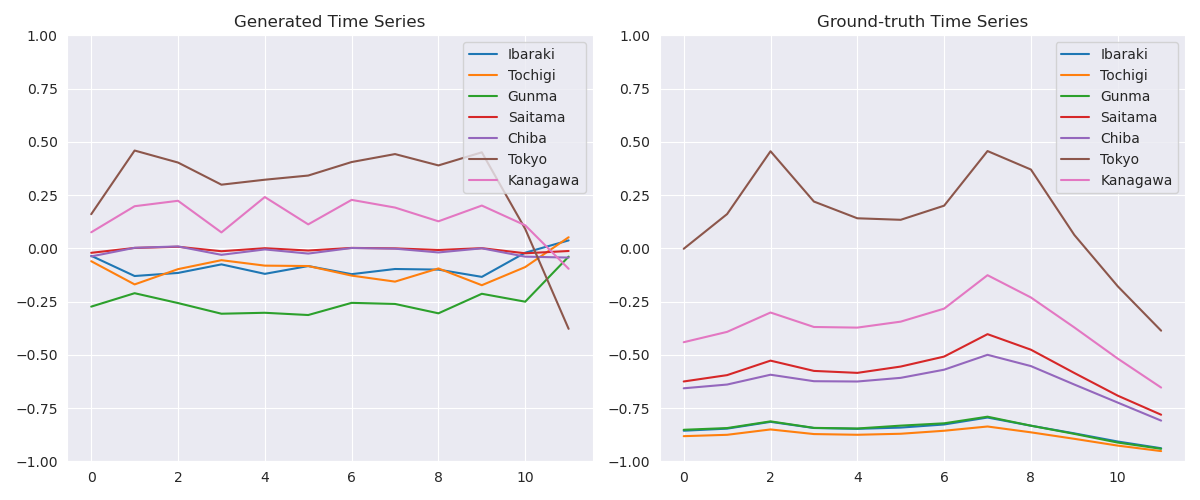 Generated Time Series
1.00
0.75
0.50
0.25
0.00
−0.25
−0.50
−0.75
−1.00
0 2 4 6 8 10
Ibaraki
Tochigi
Gunma
Saitama
Chiba
Tokyo
Kanagawa
Ground-truth Time Series
1.00
0.75
0.50
0.25
0.00
−0.25
−0.50
−0.75
−1.00
0 2 4 6 8 10
Ibaraki
Tochigi
Gunma
Saitama
Chiba
Tokyo
Kanagawa